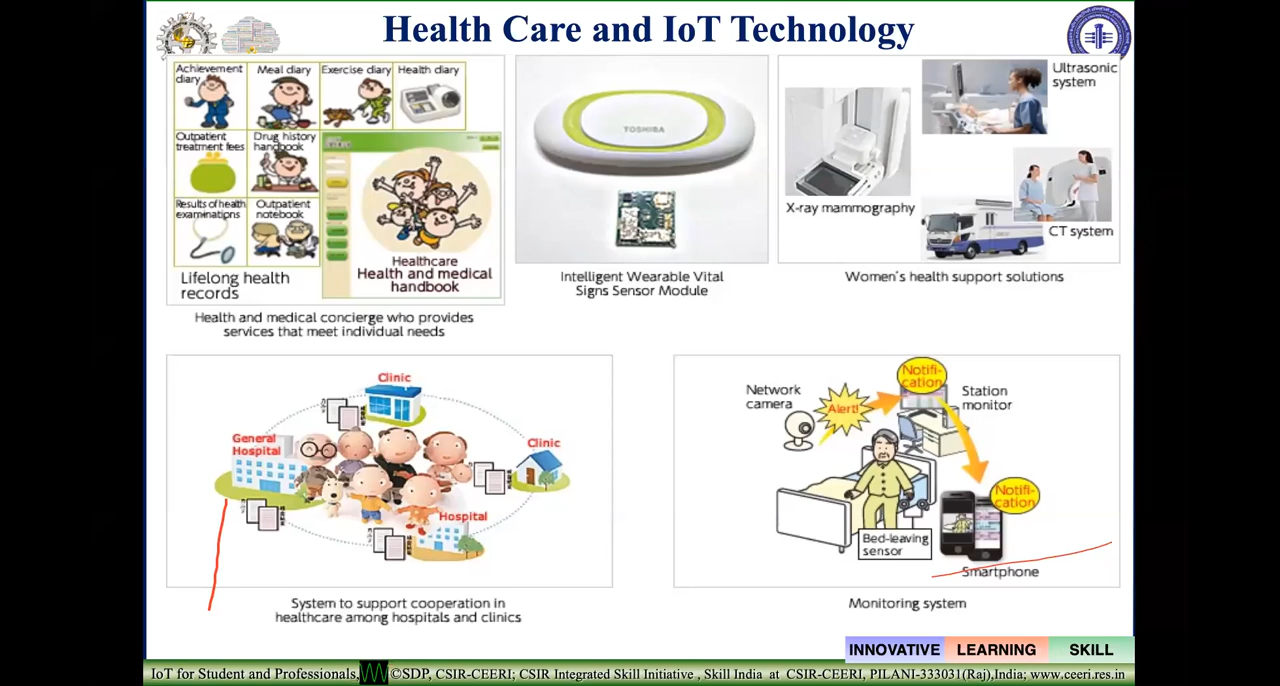 Health Care and IoT Technology
Achievement
diary
Meal diary
Exercise diary
Health diary
Outpatient
treatment fees
Drug history
handbook
Results of health
examinations
Outpatient
notebook
Lifelong health
records
Healthcare
Health and medical
handbook
Health and medical concierge who provides
services that meet individual needs
TOSHIBA
Intelligent Wearable Vital
Signs Sensor Module
Ultrasonic
system
X-ray mammography
CT system
Women's health support solutions
Clinic
General
Hospital
Clinic
Hospital
System to support cooperation in
healthcare among hospitals and clinics
Network
camera
Alert!
Notifi-
cation
Station
monitor
Notifi-
cation
Bed-leaving
sensor
Smartphone
Monitoring system
INNOVATIVE LEARNING SKILL
IoT for Student and Professionals, ©SDP, CSIR-CEERI; CSIR Integrated Skill Initiative , Skill India at CSIR-CEERI, PILANI-333031(Raj),India; www.ceeri.res.in